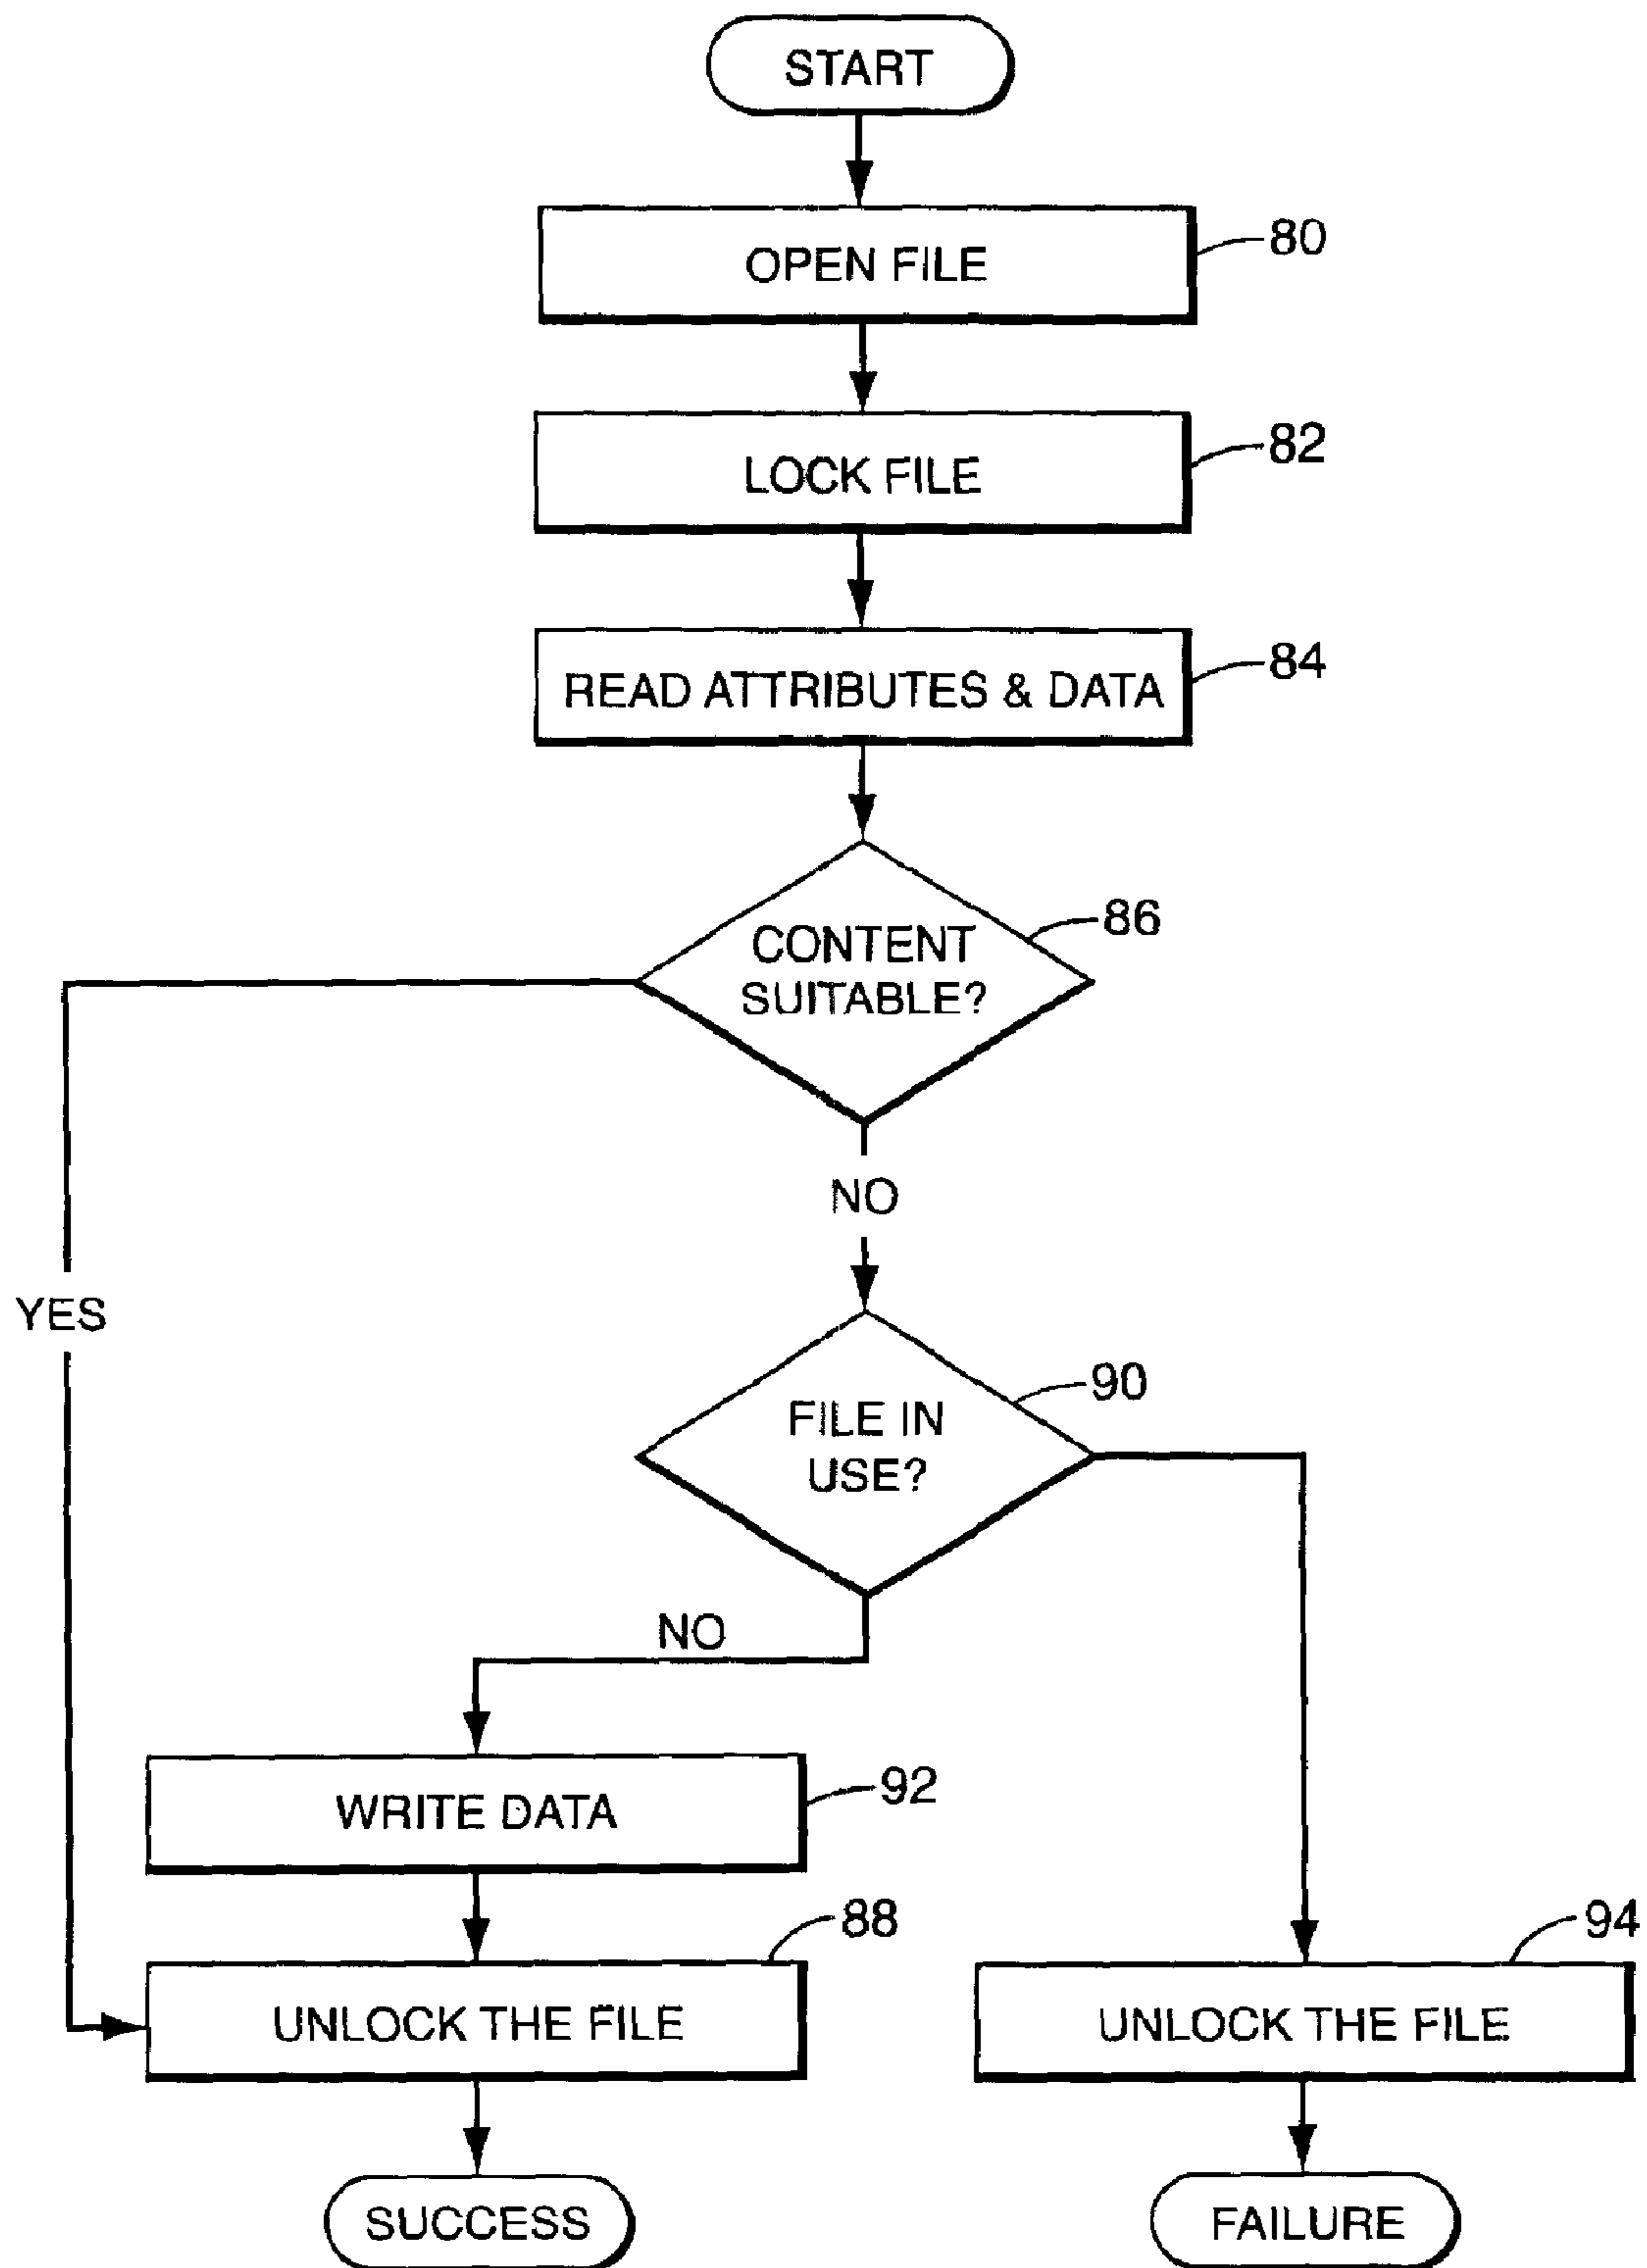 START
OPEN FILE
80
LOCK FILE
82
READ ATTRIBUTES & DATA
84
CONTENT
SUITABLE?
86
YES
NO
FILE IN
USE?
90
NO
WRITE DATA
92
UNLOCK THE FILE
88
UNLOCK THE FILE
94
SUCCESS
FAILURE